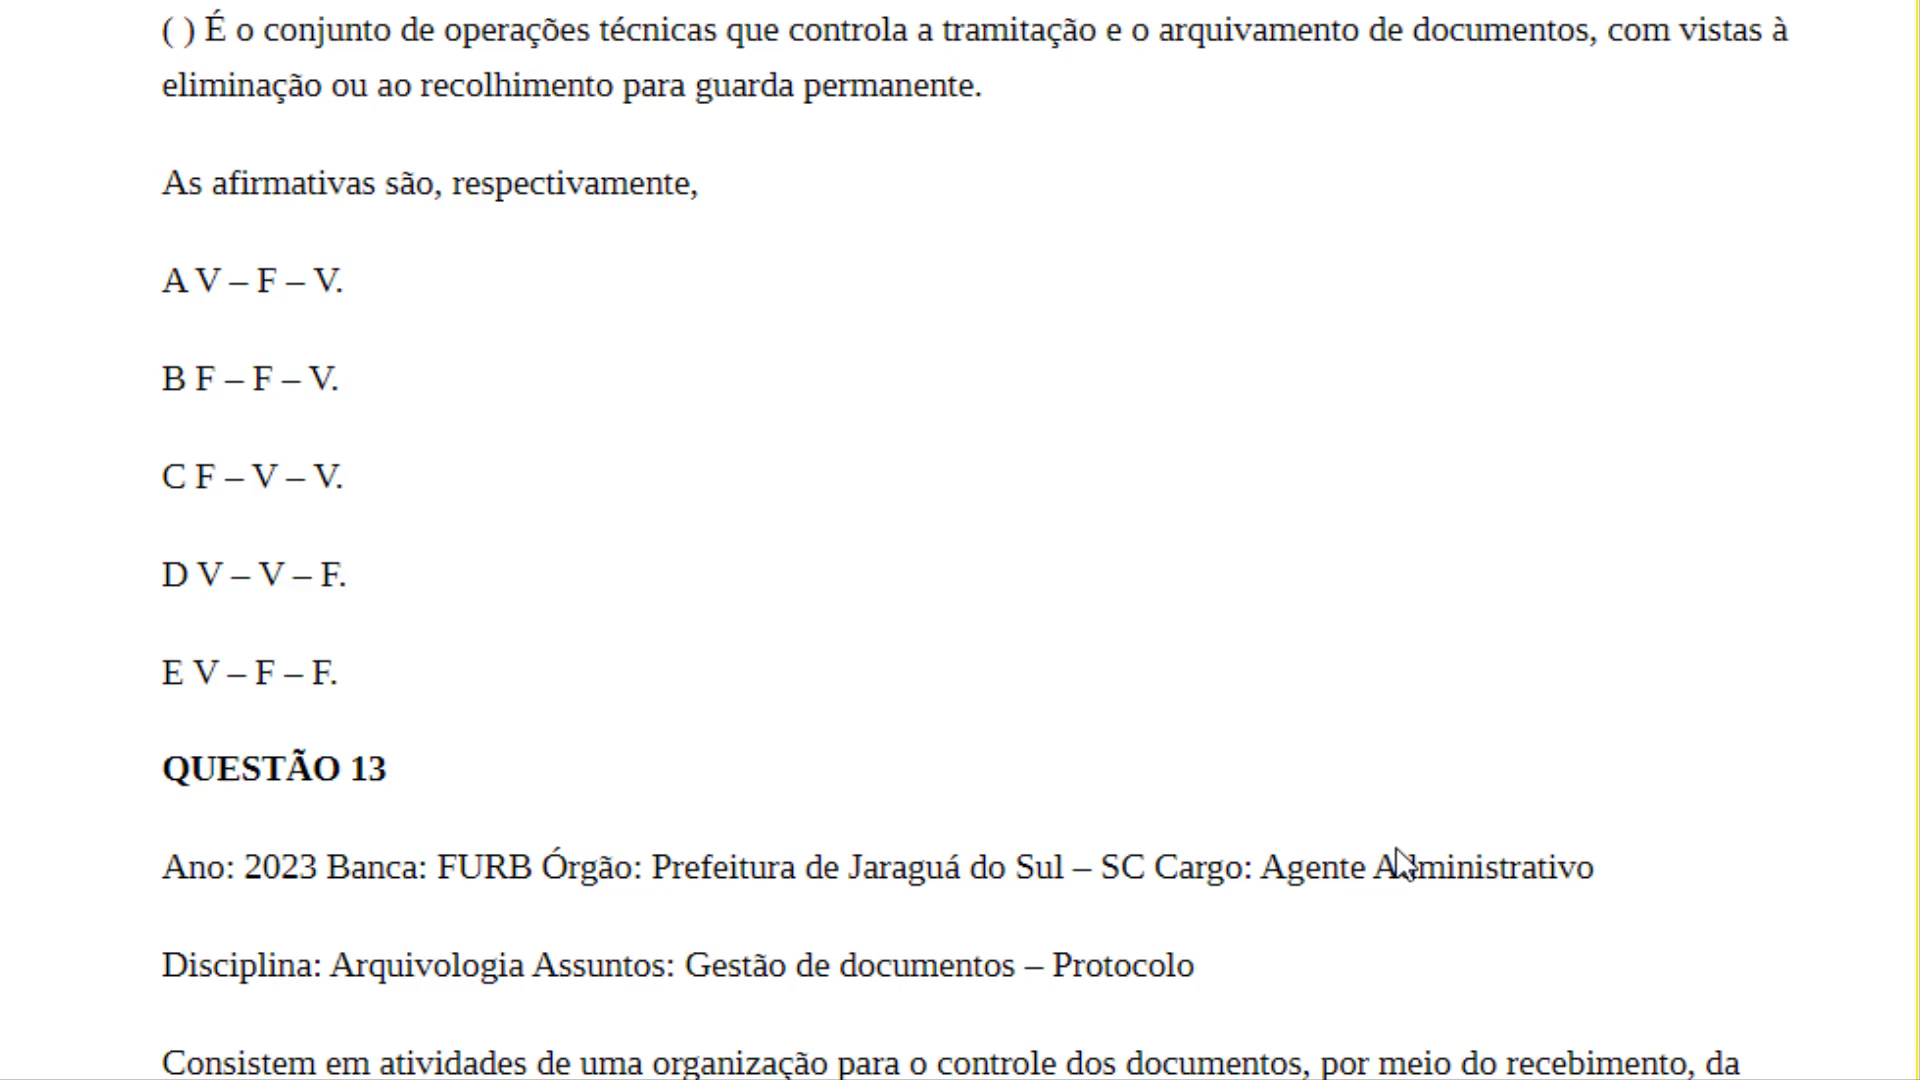 ( ) É o conjunto de operações técnicas que controla a tramitação e o arquivamento de documentos, com vistas à
eliminação ou ao recolhimento para guarda permanente.
As afirmativas são, respectivamente,
A V – F – V.
B F – F – V.
C F – V – V.
D V – V – F.
E V – F – F.
QUESTÃO 13
Ano: 2023 Banca: FURB Órgão: Prefeitura de Jaraguá do Sul – SC Cargo: Agente Administrativo
Disciplina: Arquivologia Assuntos: Gestão de documentos – Protocolo
Consistem em atividades de uma organização para o controle dos documentos, por meio do recebimento, da